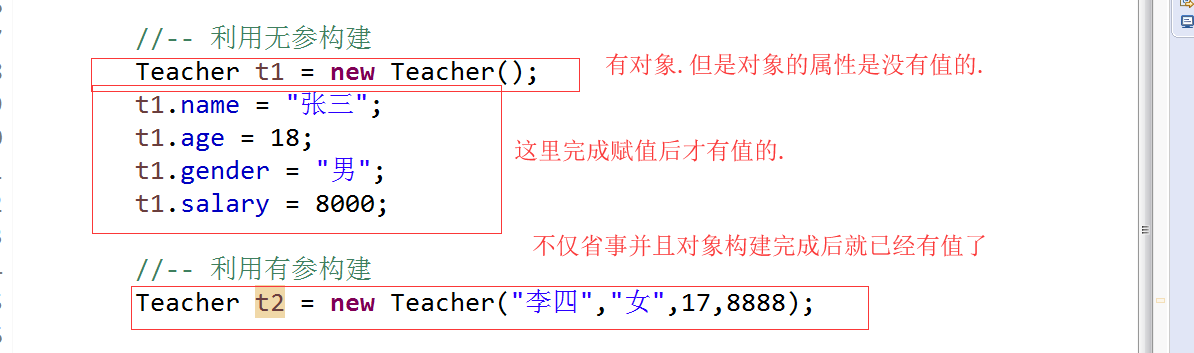 //-- 利用无参构建
Teacher t1 = new Teacher();
有对象.但是对象的属性是没有值的.
t1.name = "张三";
t1.age = 18;
这里完成赋值后才有值的.
t1.gender = "男";
t1.salary = 8000;
不仅省事并且对象构建完成后就已经有值了
//-- 利用有参构建
Teacher t2 = new Teacher("李四","女",17,8888);